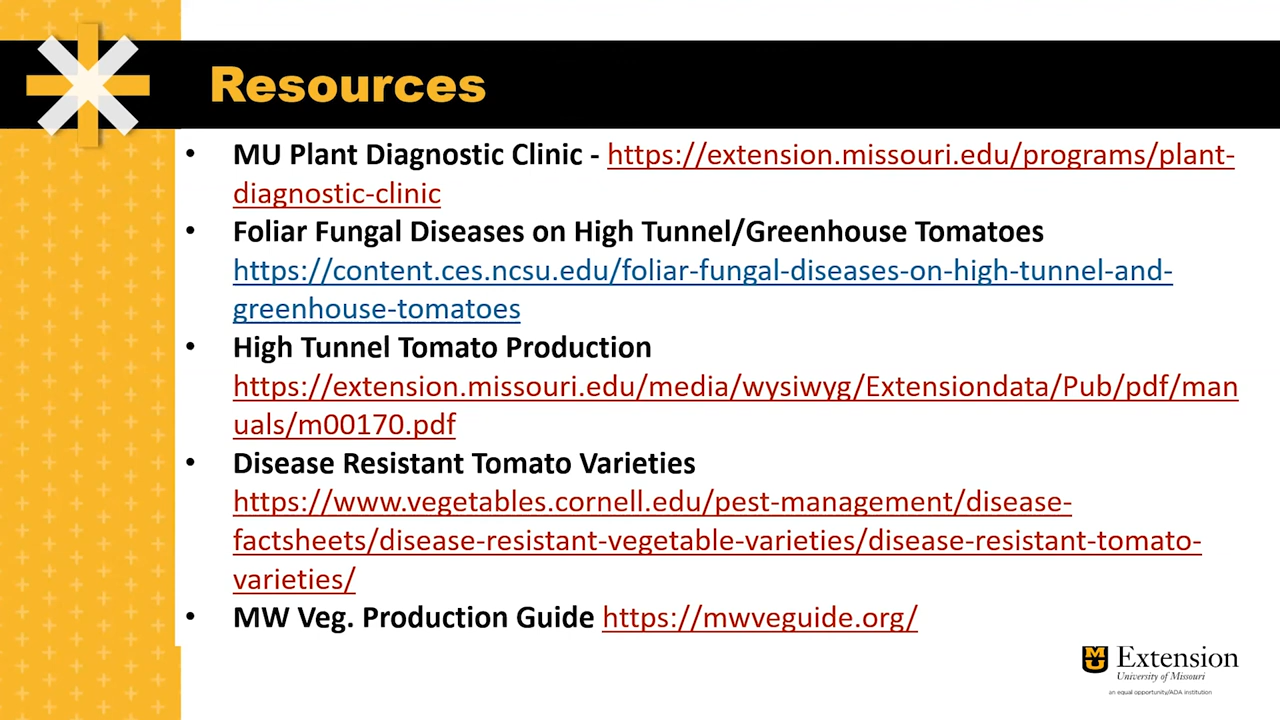 Resources
• MU Plant Diagnostic Clinic - https://extension.missouri.edu/programs/plant-
diagnostic-clinic
• Foliar Fungal Diseases on High Tunnel/Greenhouse Tomatoes
https://content.ces.ncsu.edu/foliar-fungal-diseases-on-high-tunnel-and-
greenhouse-tomatoes
• High Tunnel Tomato Production
https://extension.missouri.edu/media/wysiwyg/Extensiondata/Pub/pdf/man
uals/m00170.pdf
• Disease Resistant Tomato Varieties
https://www.vegetables.cornell.edu/pest-management/disease-
factsheets/disease-resistant-vegetable-varieties/disease-resistant-tomato-
varieties/
• MW Veg. Production Guide https://mwveguide.org/
MU Extension
University of Missouri
an equal opportunity/ADA institution